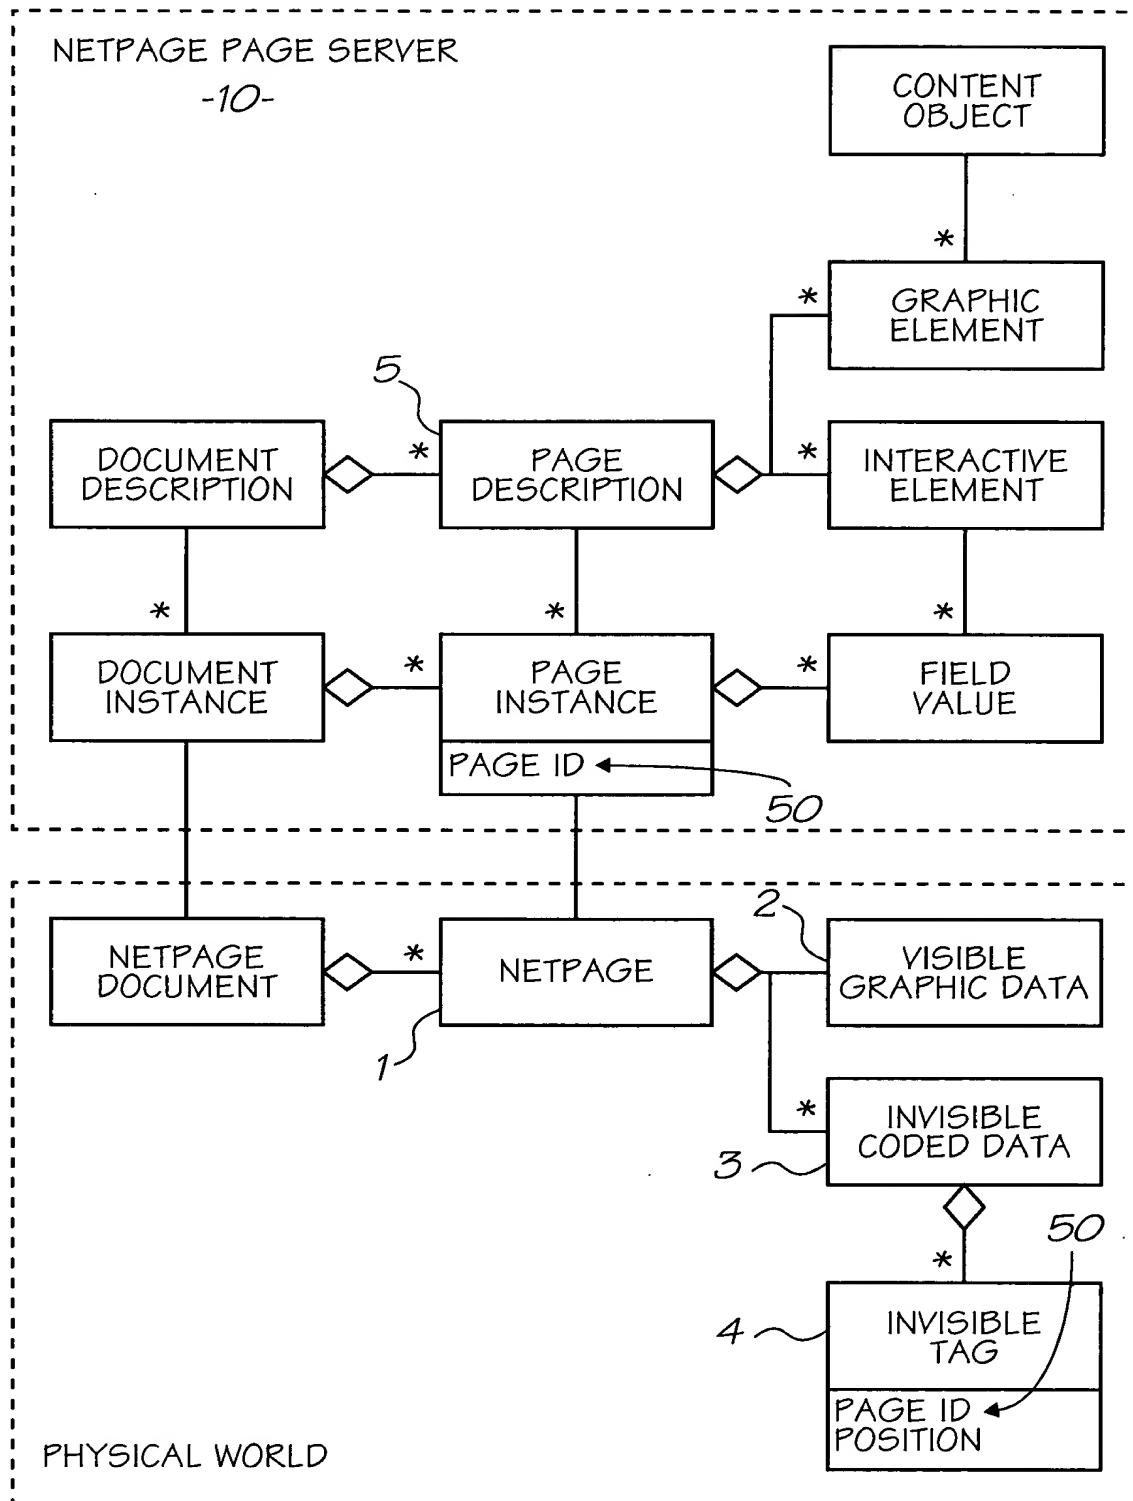 NETPAGE PAGE SERVER
-10-
CONTENT
OBJECT
*
*
GRAPHIC
ELEMENT
5
DOCUMENT
DESCRIPTION
*
PAGE
DESCRIPTION
*
INTERACTIVE
ELEMENT
*
*
*
DOCUMENT
INSTANCE
*
PAGE
INSTANCE
*
FIELD
VALUE
PAGE ID
50
NETPAGE
DOCUMENT
*
NETPAGE
1
2
VISIBLE
GRAPHIC DATA
*
INVISIBLE
CODED DATA
3
*
50
4
INVISIBLE
TAG
PAGE ID
POSITION
PHYSICAL WORLD